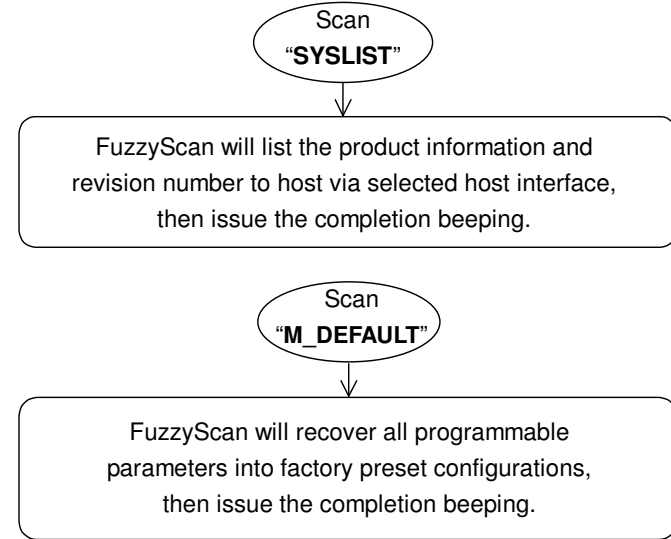 Scan
“SYSLIST”
FuzzyScan will list the product information and
revision number to host via selected host interface,
then issue the completion beeping.
Scan
“M_DEFAULT”
FuzzyScan will recover all programmable
parameters into factory preset configurations,
then issue the completion beeping.